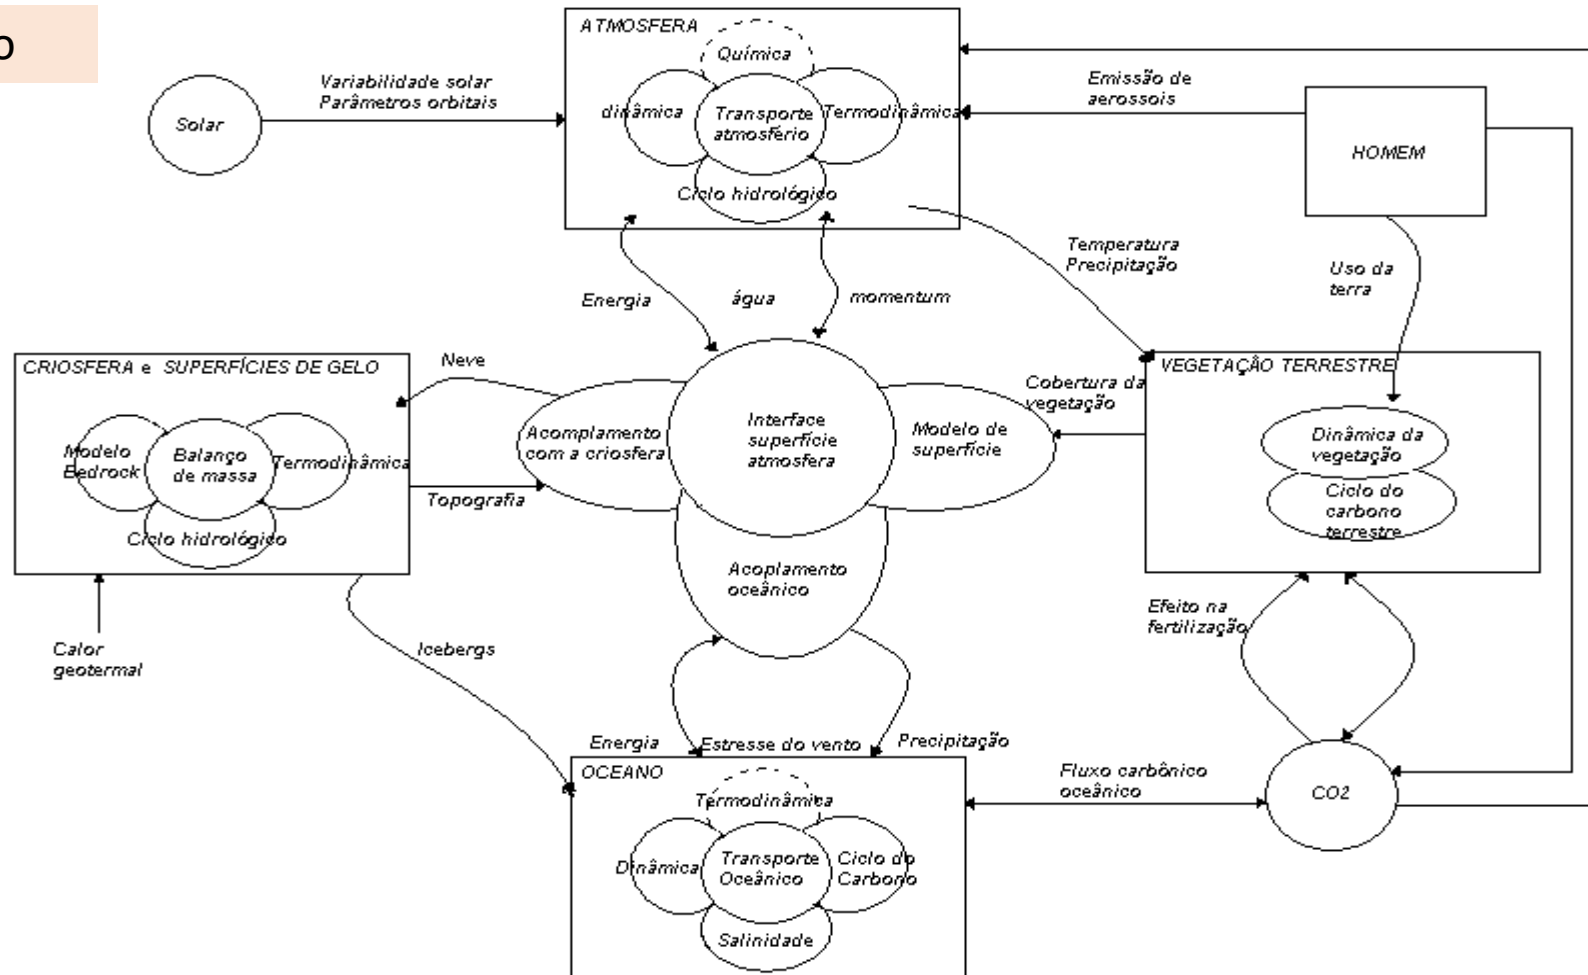 o
ATMOSFERA
Química
dinâmica
Transporte
atmosfério
Termodinâmica
Ciclo hidrológico
Solar
Variabilidade solar
Parâmetros orbitais
Emissão de
aerossois
HOMEM
Temperatura
Precipitação
Uso da
terra
Energia
água
momentum
CRIOSFERA e SUPERFÍCIES DE GELO
Modelo
Bedrock
Balanço
de massa
Termodinâmica
Ciclo hidrológico
Neve
Topografia
Acomplamento
com a criosfera
Interface
superfície
atmosfera
Modelo de
superfície
Acoplamento
oceânico
Cobertura da
vegetação
VEGETAÇÃO TERRESTRE
Dinâmica da
vegetação
Ciclo do
carbono
terrestre
Calor
geotermal
Icebergs
Efeito na
fertilização
Energia
Estresse do vento
Precipitação
OCEANO
Termodinâmica
Dinâmica
Transporte
Oceânico
Ciclo do
Carbono
Salinidade
Fluxo carbônico
oceânico
CO2